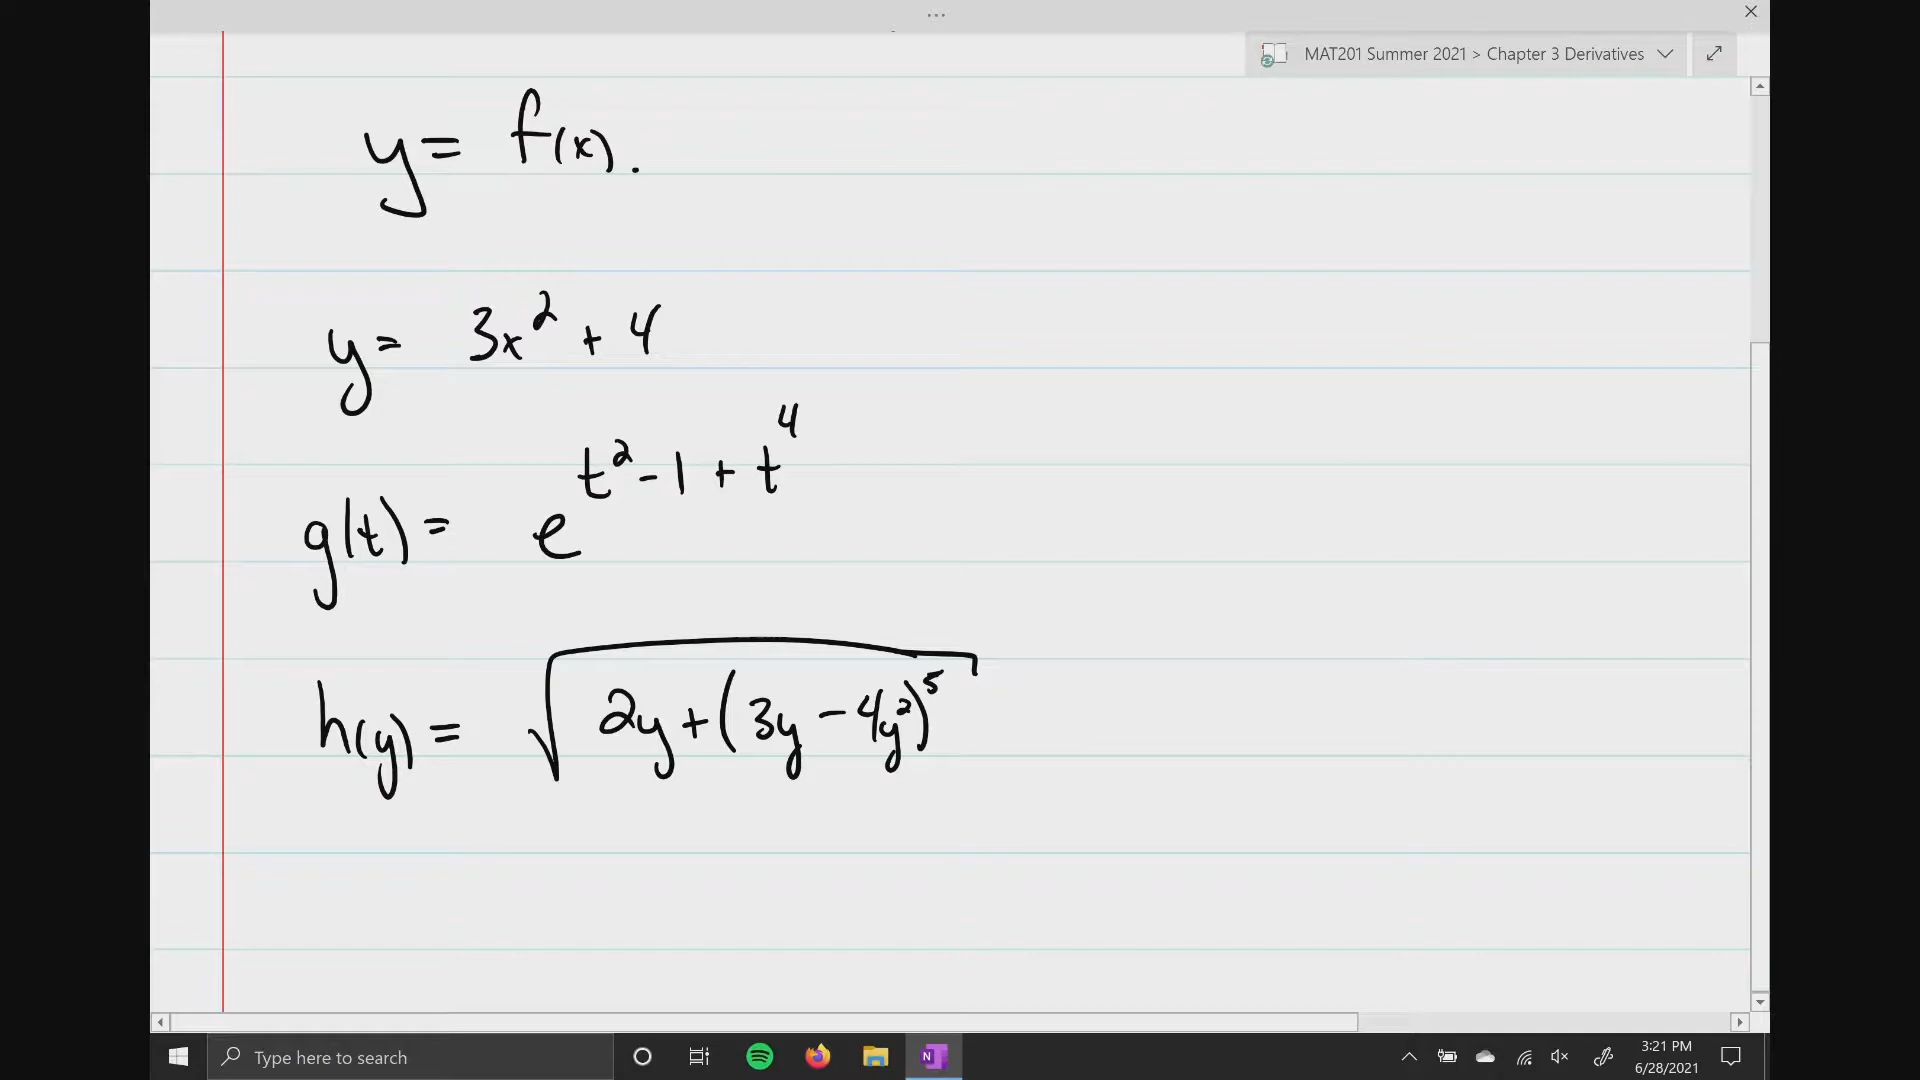 MAT201 Summer 2021 > Chapter 3 Derivatives
y = f(x).
y = 3x² + 4
g(t) = e^(t² - 1 + t⁴)
h(y) = √(2y + (3y - 4y²)⁵)
Type here to search
N
3:21 PM
6/28/2021